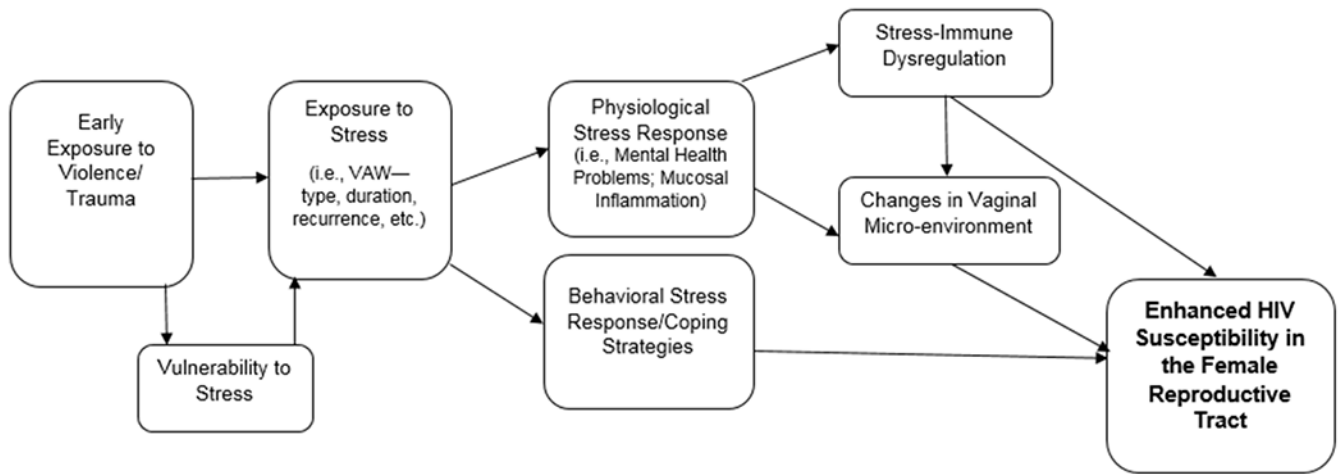 Early
Exposure to
Violence/
Trauma
Vulnerability to
Stress
Exposure to
Stress
(i.e., VAW—
type, duration,
recurrence, etc.)
Physiological
Stress Response
(i.e., Mental Health
Problems; Mucosal
Inflammation)
Behavioral Stress
Response/Coping
Strategies
Stress-Immune
Dysregulation
Changes in Vaginal
Micro-environment
Enhanced HIV
Susceptibility in
the Female
Reproductive
Tract